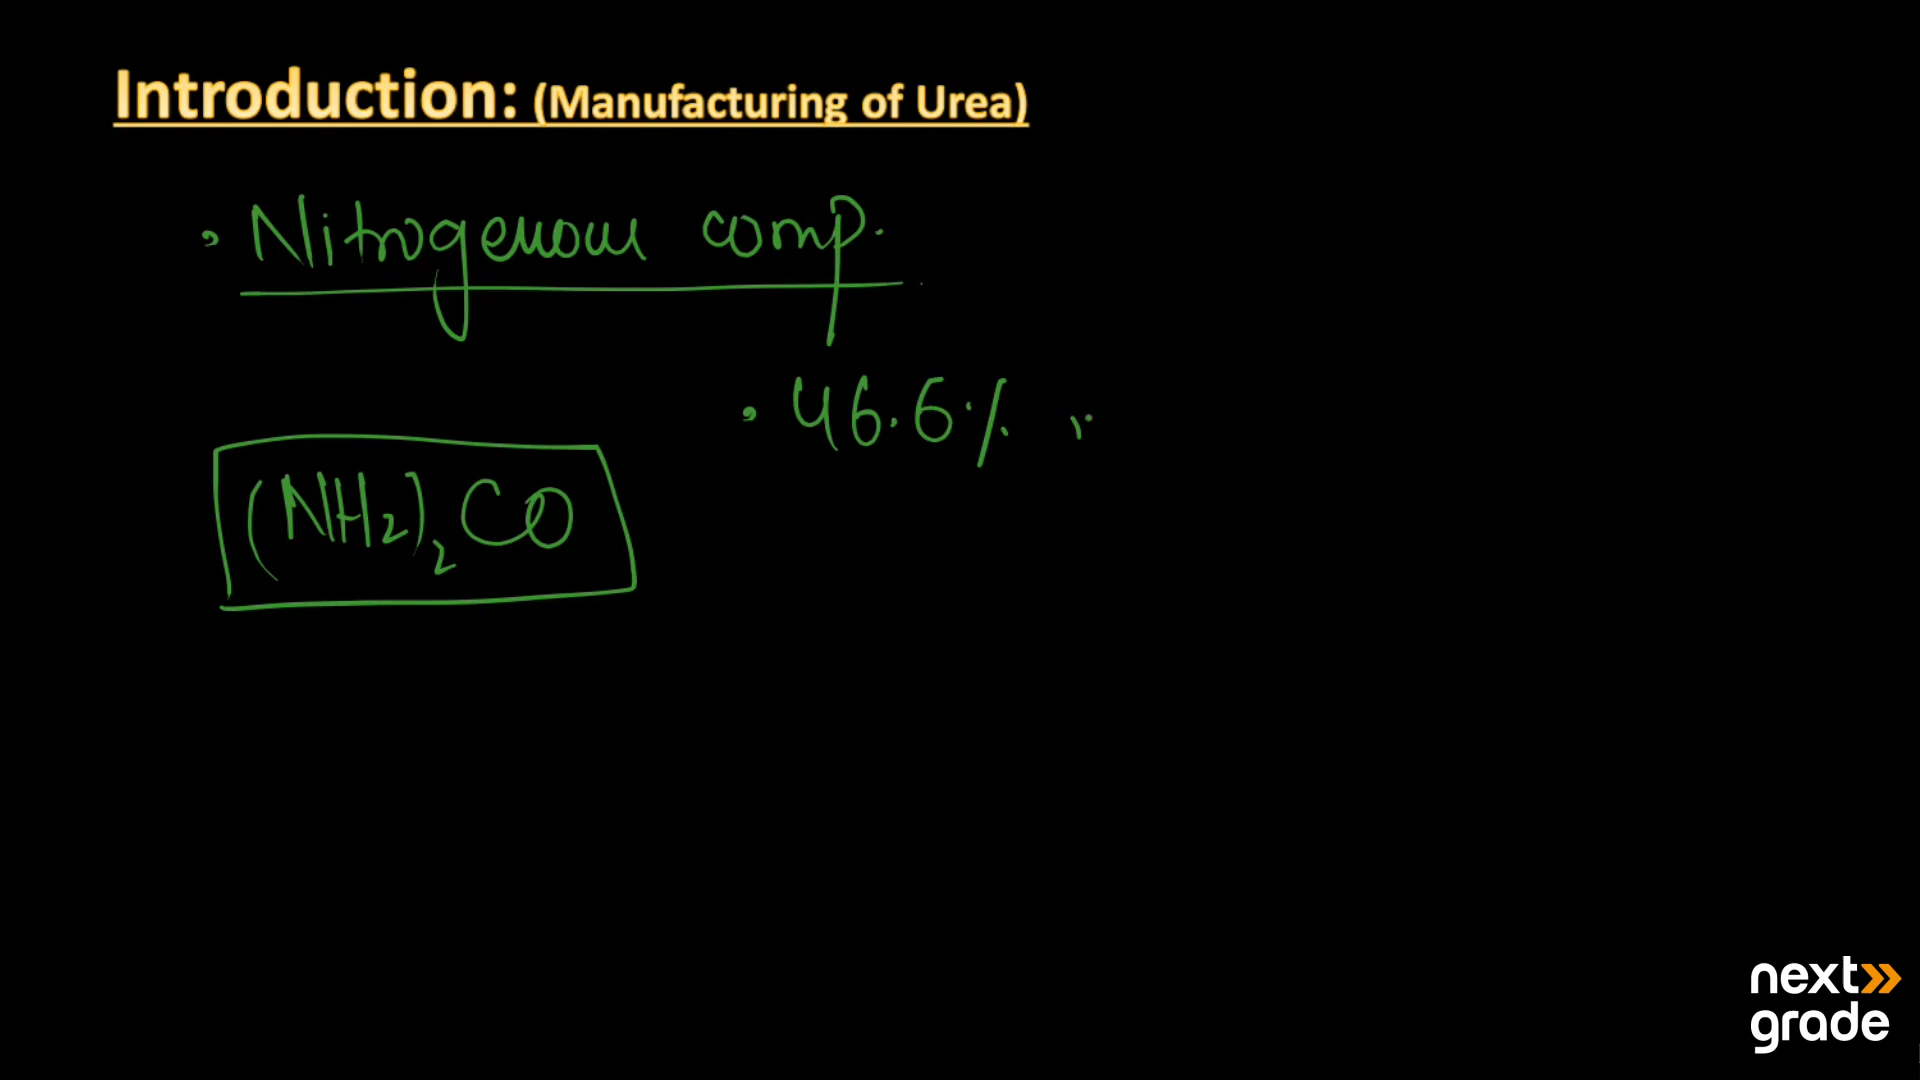 Introduction: (Manufacturing of Urea)
• Nitrogenous comp.
• 46.6%
(NH₂)₂CO
next
grade